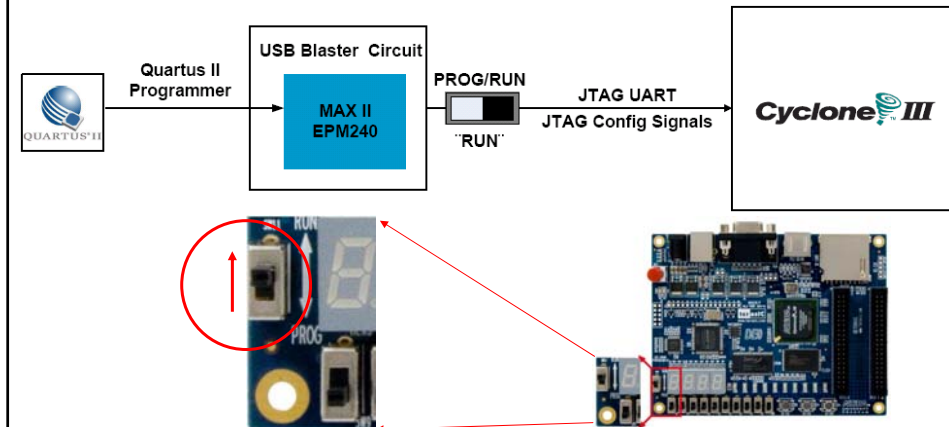 USB Blaster Circuit
Quartus II
Programmer
QUARTUS II
MAX II
EPM240
PROG/RUN
"RUN"
JTAG UART
JTAG Config Signals
Cyclone III
RUN
PROG